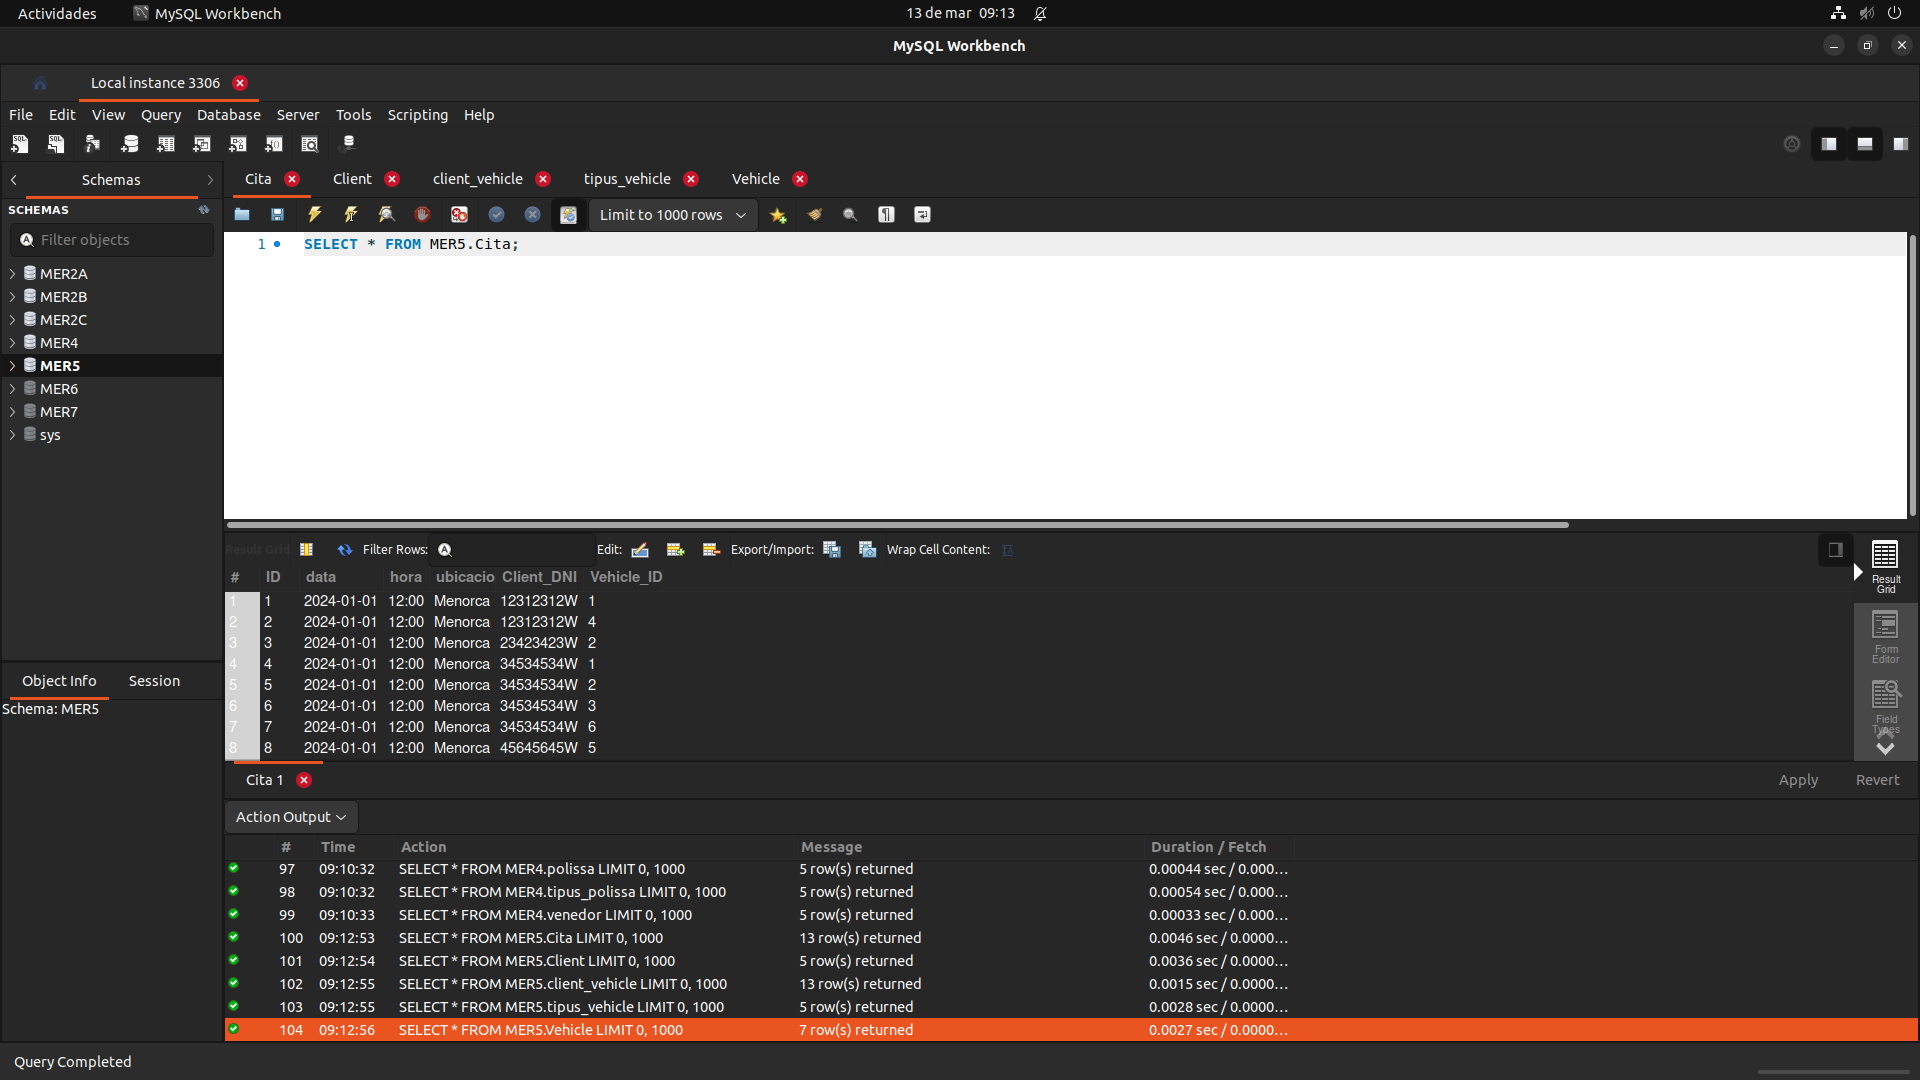 Actividades MySQL Workbench 13 de mar 09:13
MySQL Workbench
Local instance 3306
File Edit View Query Database Server Tools Scripting Help
Schemas Cita Client client_vehicle tipus_vehicle Vehicle
SCHEMAS
Limit to 1000 rows
Filter objects
1 SELECT * FROM MER5.Cita;
MER2A
MER2B
MER2C
MER4
MER5
MER6
MER7
sys
Result Grid Filter Rows: Edit: Export/Import: Wrap Cell Content:
# ID data hora ubicacio Client_DNI Vehicle_ID
1 1 2024-01-01 12:00 Menorca 12312312W 1
2 2 2024-01-01 12:00 Menorca 12312312W 4
3 3 2024-01-01 12:00 Menorca 23423423W 2
4 4 2024-01-01 12:00 Menorca 34534534W 1
5 5 2024-01-01 12:00 Menorca 34534534W 2
6 6 2024-01-01 12:00 Menorca 34534534W 3
7 7 2024-01-01 12:00 Menorca 34534534W 6
8 8 2024-01-01 12:00 Menorca 45645645W 5
Result
Grid
Form
Editor
Field
Types
Object Info Session
Schema: MER5
Cita 1 Apply Revert
Action Output
# Time Action Message Duration / Fetch
97 09:10:32 SELECT * FROM MER4.polissa LIMIT 0, 1000 5 row(s) returned 0.00044 sec / 0.000...
98 09:10:32 SELECT * FROM MER4.tipus_polissa LIMIT 0, 1000 5 row(s) returned 0.00054 sec / 0.000...
99 09:10:33 SELECT * FROM MER4.venedor LIMIT 0, 1000 5 row(s) returned 0.00033 sec / 0.000...
100 09:12:53 SELECT * FROM MER5.Cita LIMIT 0, 1000 13 row(s) returned 0.0046 sec / 0.0000...
101 09:12:54 SELECT * FROM MER5.Client LIMIT 0, 1000 5 row(s) returned 0.0036 sec / 0.0000...
102 09:12:55 SELECT * FROM MER5.client_vehicle LIMIT 0, 1000 13 row(s) returned 0.0015 sec / 0.0000...
103 09:12:55 SELECT * FROM MER5.tipus_vehicle LIMIT 0, 1000 5 row(s) returned 0.0028 sec / 0.0000...
104 09:12:56 SELECT * FROM MER5.Vehicle LIMIT 0, 1000 7 row(s) returned 0.0027 sec / 0.0000...
Query Completed